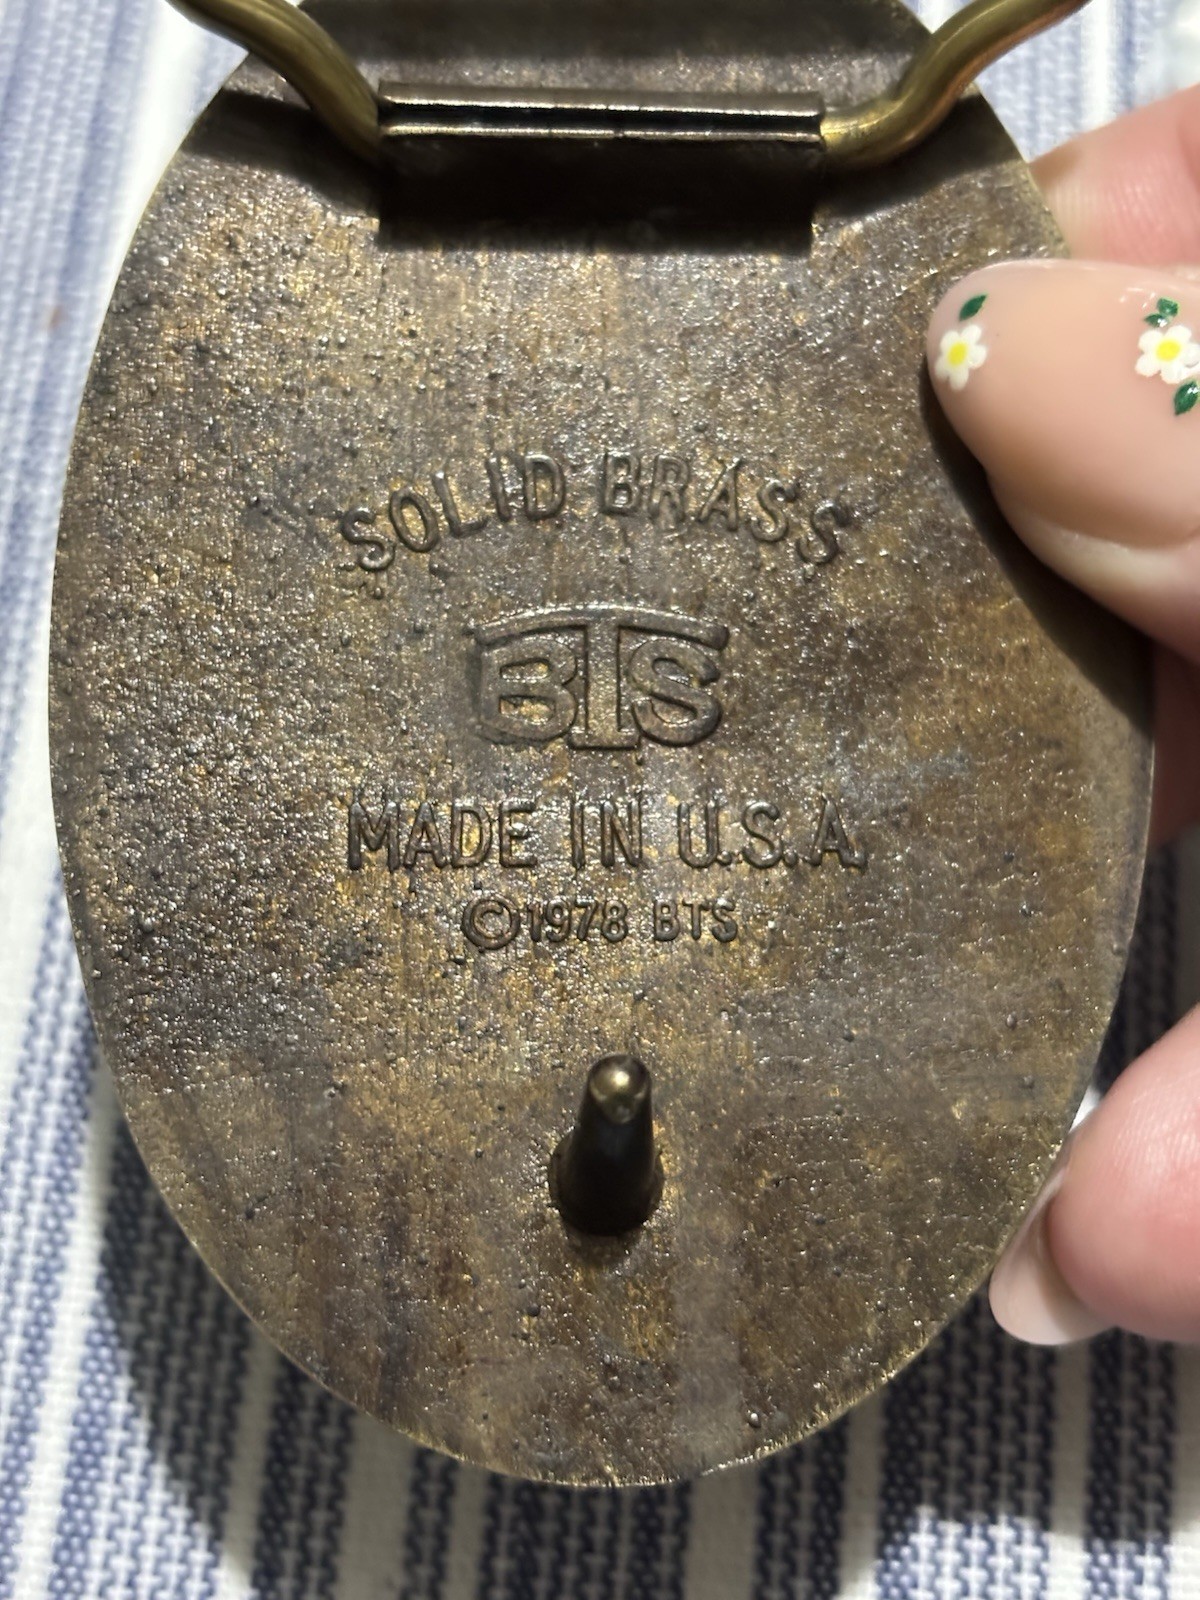 SOLID BRASS
BTS
MADE IN U.S.A.
©1978 BTS